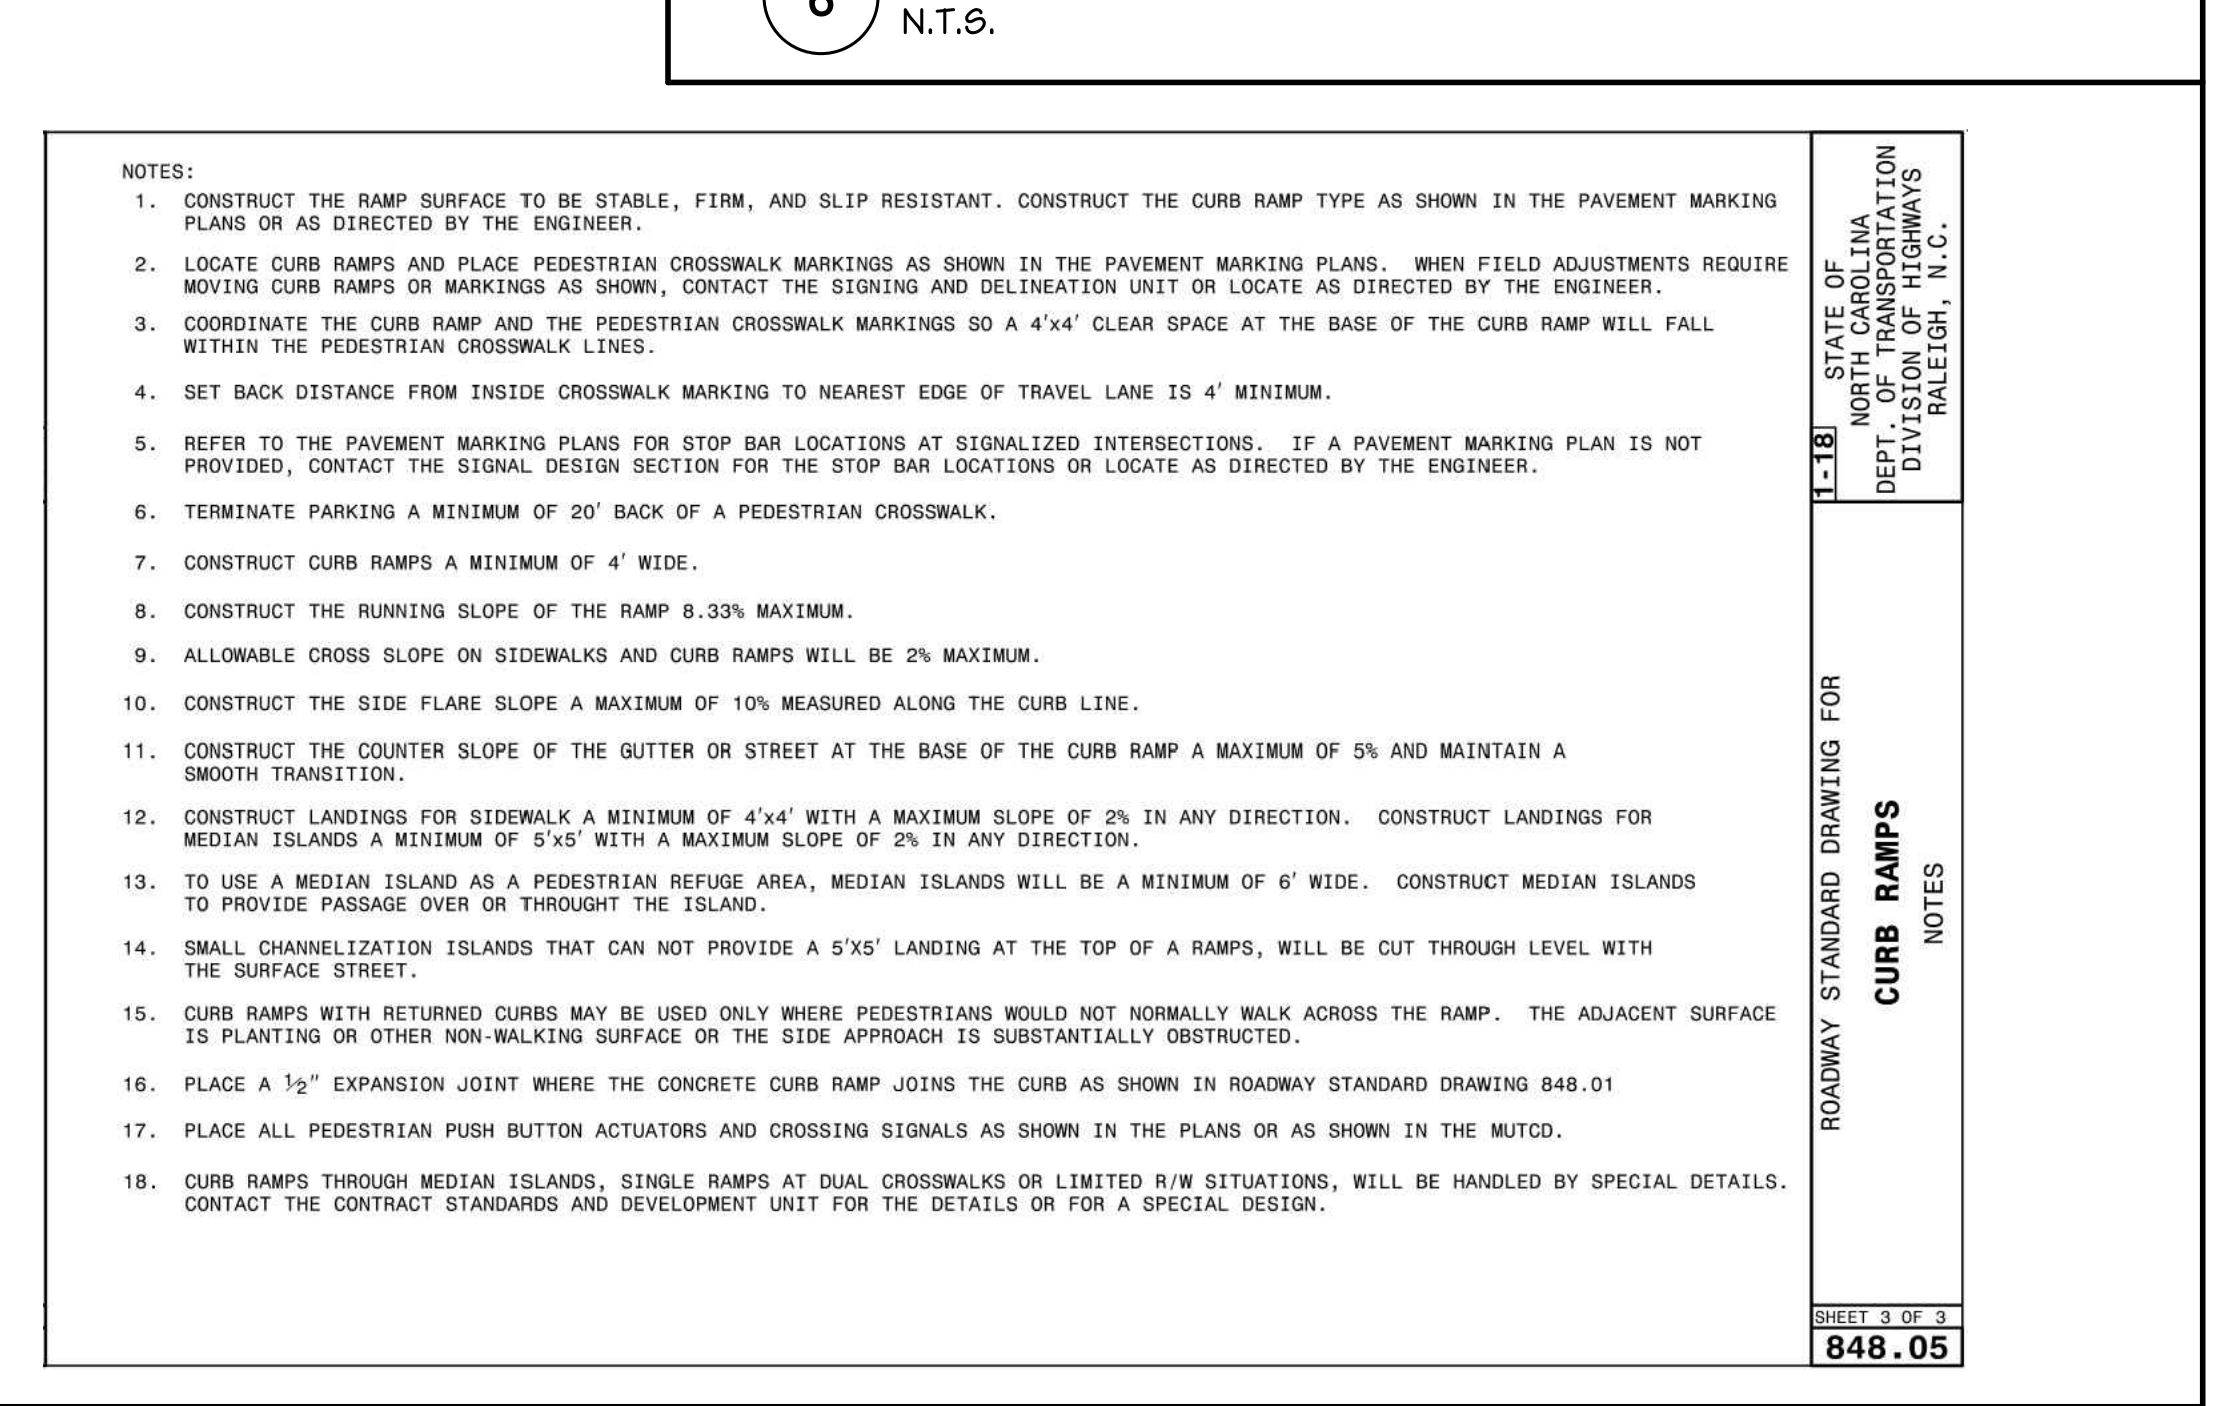 N.T.S.
NOTES:
1. CONSTRUCT THE RAMP SURFACE TO BE STABLE, FIRM, AND SLIP RESISTANT. CONSTRUCT THE CURB RAMP TYPE AS SHOWN IN THE PAVEMENT MARKING
PLANS OR AS DIRECTED BY THE ENGINEER.
2. LOCATE CURB RAMPS AND PLACE PEDESTRIAN CROSSWALK MARKINGS AS SHOWN IN THE PAVEMENT MARKING PLANS. WHEN FIELD ADJUSTMENTS REQUIRE
MOVING CURB RAMPS OR MARKINGS AS SHOWN, CONTACT THE SIGNING AND DELINEATION UNIT OR LOCATE AS DIRECTED BY THE ENGINEER.
3. COORDINATE THE CURB RAMP AND THE PEDESTRIAN CROSSWALK MARKINGS SO A 4'x4' CLEAR SPACE AT THE BASE OF THE CURB RAMP WILL FALL
WITHIN THE PEDESTRIAN CROSSWALK LINES.
4. SET BACK DISTANCE FROM INSIDE CROSSWALK MARKING TO NEAREST EDGE OF TRAVEL LANE IS 4' MINIMUM.
5. REFER TO THE PAVEMENT MARKING PLANS FOR STOP BAR LOCATIONS AT SIGNALIZED INTERSECTIONS. IF A PAVEMENT MARKING PLAN IS NOT
PROVIDED, CONTACT THE SIGNAL DESIGN SECTION FOR THE STOP BAR LOCATIONS OR LOCATE AS DIRECTED BY THE ENGINEER.
6. TERMINATE PARKING A MINIMUM OF 20' BACK OF A PEDESTRIAN CROSSWALK.
7. CONSTRUCT CURB RAMPS A MINIMUM OF 4' WIDE.
8. CONSTRUCT THE RUNNING SLOPE OF THE RAMP 8.33% MAXIMUM.
9. ALLOWABLE CROSS SLOPE ON SIDEWALKS AND CURB RAMPS WILL BE 2% MAXIMUM.
10. CONSTRUCT THE SIDE FLARE SLOPE A MAXIMUM OF 10% MEASURED ALONG THE CURB LINE.
11. CONSTRUCT THE COUNTER SLOPE OF THE GUTTER OR STREET AT THE BASE OF THE CURB RAMP A MAXIMUM OF 5% AND MAINTAIN A
SMOOTH TRANSITION.
12. CONSTRUCT LANDINGS FOR SIDEWALK A MINIMUM OF 4'x4' WITH A MAXIMUM SLOPE OF 2% IN ANY DIRECTION. CONSTRUCT LANDINGS FOR
MEDIAN ISLANDS A MINIMUM OF 5'x5' WITH A MAXIMUM SLOPE OF 2% IN ANY DIRECTION.
13. TO USE A MEDIAN ISLAND AS A PEDESTRIAN REFUGE AREA, MEDIAN ISLANDS WILL BE A MINIMUM OF 6' WIDE. CONSTRUCT MEDIAN ISLANDS
TO PROVIDE PASSAGE OVER OR THROUGHT THE ISLAND.
14. SMALL CHANNELIZATION ISLANDS THAT CAN NOT PROVIDE A 5'X5' LANDING AT THE TOP OF A RAMPS, WILL BE CUT THROUGH LEVEL WITH
THE SURFACE STREET.
15. CURB RAMPS WITH RETURNED CURBS MAY BE USED ONLY WHERE PEDESTRIANS WOULD NOT NORMALLY WALK ACROSS THE RAMP. THE ADJACENT SURFACE
IS PLANTING OR OTHER NON-WALKING SURFACE OR THE SIDE APPROACH IS SUBSTANTIALLY OBSTRUCTED.
16. PLACE A ½" EXPANSION JOINT WHERE THE CONCRETE CURB RAMP JOINS THE CURB AS SHOWN IN ROADWAY STANDARD DRAWING 848.01
17. PLACE ALL PEDESTRIAN PUSH BUTTON ACTUATORS AND CROSSING SIGNALS AS SHOWN IN THE PLANS OR AS SHOWN IN THE MUTCD.
18. CURB RAMPS THROUGH MEDIAN ISLANDS, SINGLE RAMPS AT DUAL CROSSWALKS OR LIMITED R/W SITUATIONS, WILL BE HANDLED BY SPECIAL DETAILS.
CONTACT THE CONTRACT STANDARDS AND DEVELOPMENT UNIT FOR THE DETAILS OR FOR A SPECIAL DESIGN.
1-18
STATE OF
NORTH CAROLINA
DEPT. OF TRANSPORTATION
DIVISION OF HIGHWAYS
RALEIGH, N.C.
ROADWAY STANDARD DRAWING FOR
CURB RAMPS
NOTES
SHEET 3 OF 3
848.05